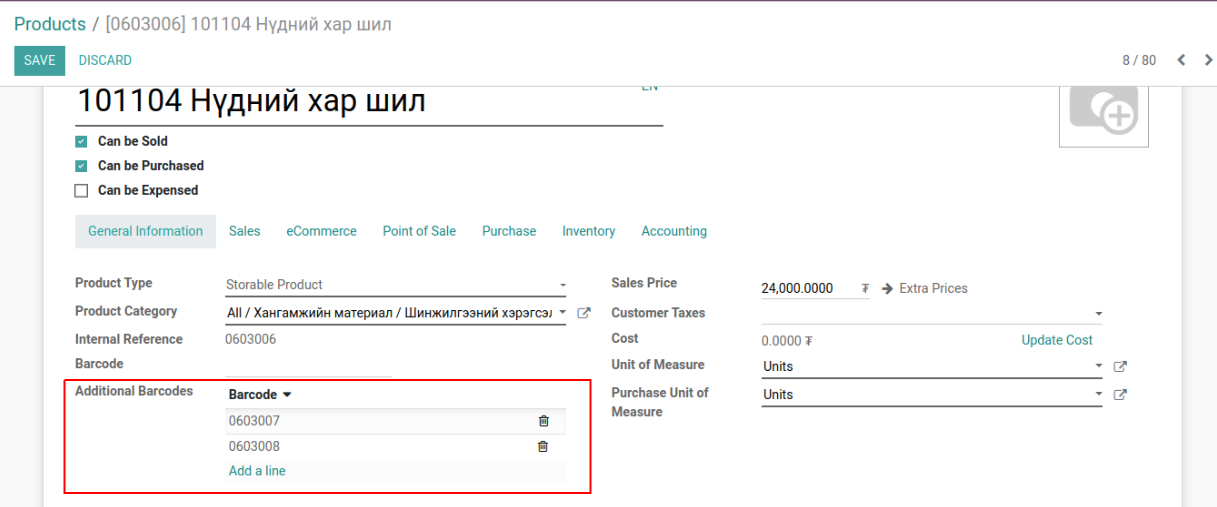 Products / [0603006] 101104 Нүдний хар шил
SAVE DISCARD 8 / 80
101104 Нүдний хар шил
EN
Can be Sold
Can be Purchased
Can be Expensed
General Information Sales eCommerce Point of Sale Purchase Inventory Accounting
Product Type Storable Product
Product Category All / Хангамжийн материал / Шинжилгээний хэрэгсэл
Internal Reference 0603006
Barcode
Additional Barcodes Barcode
0603007
0603008
Add a line
Sales Price 24,000.0000 ₮ Extra Prices
Customer Taxes
Cost 0.0000 ₮ Update Cost
Unit of Measure Units
Purchase Unit of Units
Measure